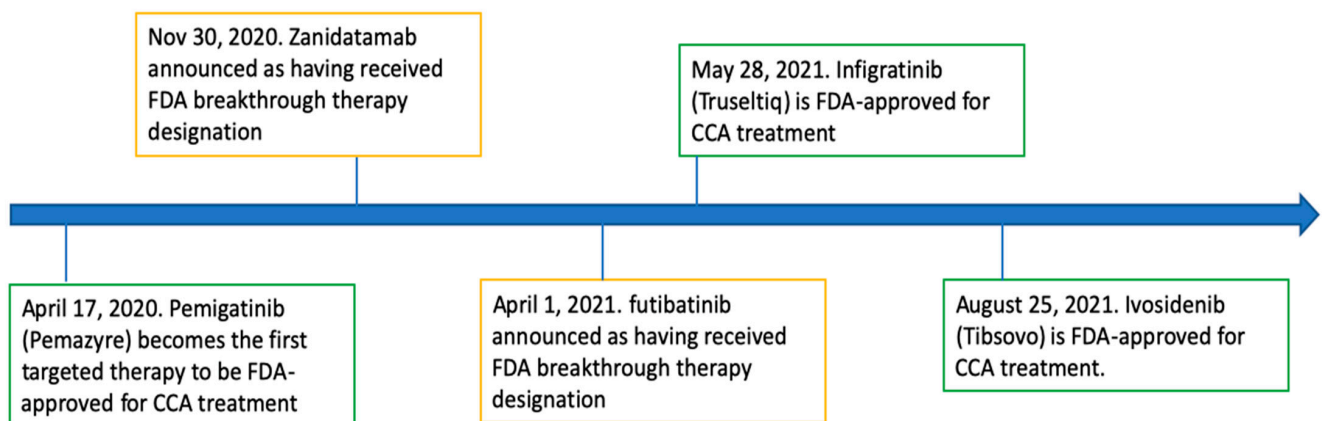 Nov 30, 2020. Zanidatamab
announced as having received
FDA breakthrough therapy
designation
May 28, 2021. Infigratinib
(Truseltiq) is FDA-approved for
CCA treatment
April 17, 2020. Pemigatinib
(Pemazyre) becomes the first
targeted therapy to be FDA-
approved for CCA treatment
April 1, 2021. futibatinib
announced as having received
FDA breakthrough therapy
designation
August 25, 2021. Ivosidenib
(Tibsovo) is FDA-approved for
CCA treatment.